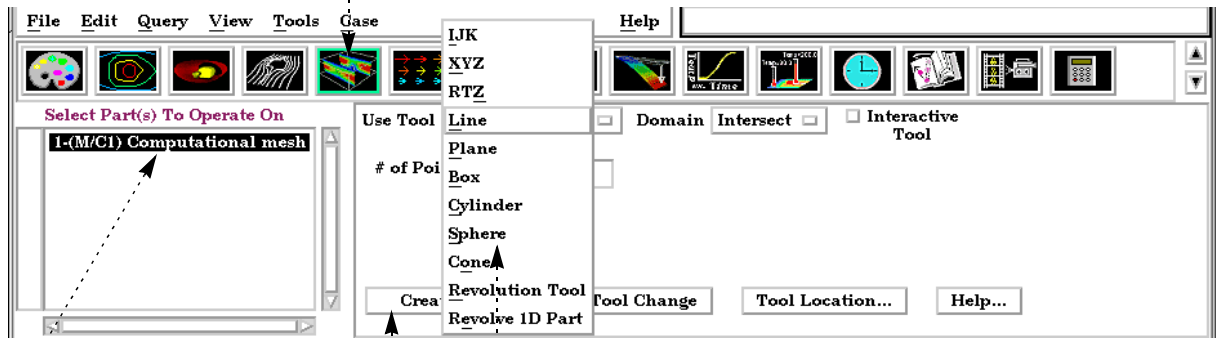 File Edit Query View Tools Case Help
IJK
XYZ
RTZ
Line
Plane
Box
Cylinder
Sphere
Cone
Revolution Tool
Revolve 1D Part
Select Part(s) To Operate On
1-(M/C1) Computational mesh
Use Tool
Domain Intersect
Interactive
Tool
# of Poi
Crea
Tool Change
Tool Location...
Help...